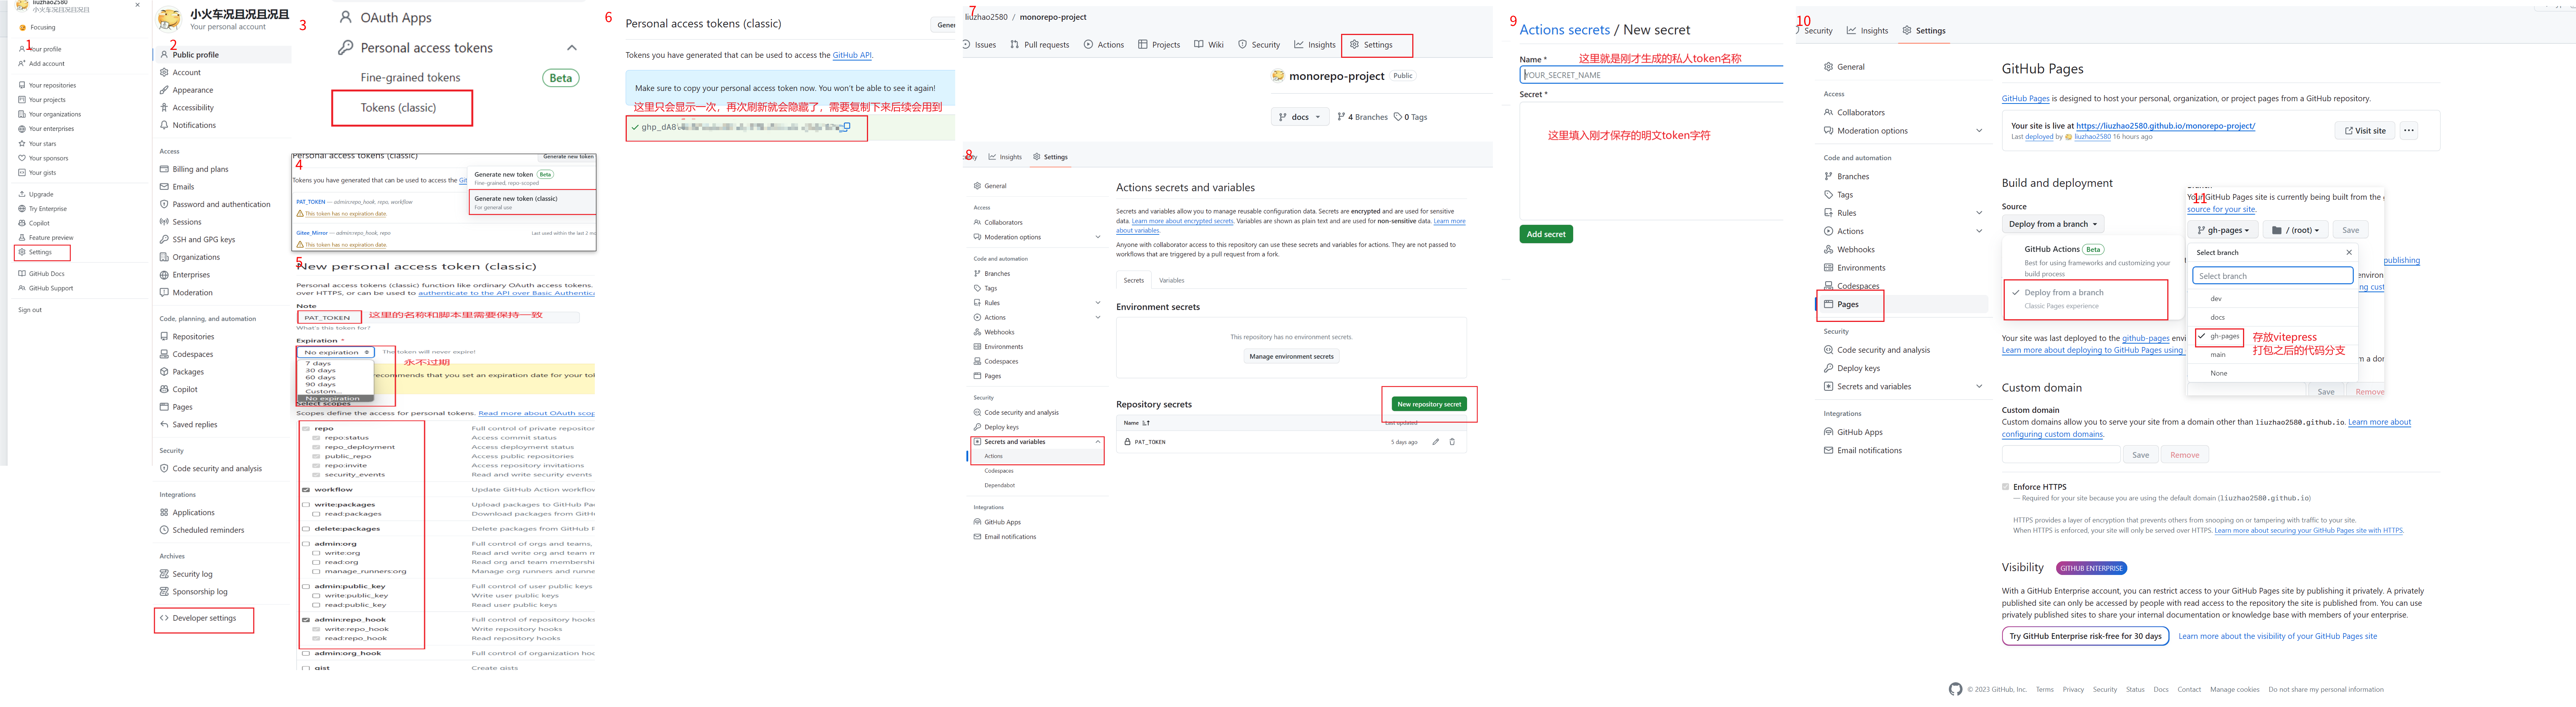 1
liuzhao2580
小火车况且况且况且
Focusing
Your profile
Add account
Your repositories
Your projects
Your organizations
Your enterprises
Your stars
Your sponsors
Your gists
Upgrade
Try Enterprise
Copilot
Feature preview
Settings
GitHub Docs
GitHub Support
Sign out
2
小火车况且况且况且
Your personal account
Public profile
Account
Appearance
Accessibility
Notifications
Access
Billing and plans
Emails
Password and authentication
Sessions
SSH and GPG keys
Organizations
Enterprises
Moderation
Code, planning, and automation
Repositories
Codespaces
Packages
Copilot
Pages
Saved replies
Security
Code security and analysis
Integrations
Applications
Scheduled reminders
Archives
Security log
Sponsorship log
Developer settings
3
OAuth Apps
Personal access tokens
Fine-grained tokens Beta
Tokens (classic)
4
Personal access tokens (classic)
Generate new token
Tokens you have generated that can be used to access the
Generate new token Beta
Fine-grained, repo-scoped
Generate new token (classic)
For general use
PAT_TOKEN — admin:repo_hook, repo, workflow
This token has no expiration date.
Gitee_Mirror — admin:repo_hook, repo
Last used within the last 2
This token has no expiration date.
5
New personal access token (classic)
Personal access tokens (classic) function like ordinary OAuth access tokens.
over HTTPS, or can be used to authenticate to the API over Basic
Note
PAT_TOKEN
这里的名称和脚本里需要保持一致
What's this token for?
Expiration *
No expiration
The token will never expire!
永不过期
7 days
30 days
60 days
90 days
Custom...
No expiration
recommends that you set an expiration date for your
Select scopes
Scopes define the access for personal tokens. Read more about OAuth
repo Full control of private
repo:status Access commit status
repo_deployment Access deployment status
public_repo Access public repositories
repo:invite Access repository invitations
security_events Read and write security events
workflow Update GitHub Action
write:packages Upload packages to GitHub
read:packages Download packages from
delete:packages Delete packages from GitHub
admin:org Full control of orgs and teams,
write:org Read and write org and team
read:org Read org and team
manage_runners:org Manage org runners and
admin:public_key Full control of user public keys
write:public_key Write user public keys
read:public_key Read user public keys
admin:repo_hook Full control of repository hooks
write:repo_hook Write repository hooks
read:repo_hook Read repository hooks
admin:org_hook Full control of organization
gist Create gists
6
Personal access tokens (classic)
Tokens you have generated that can be used to access the GitHub API.
Make sure to copy your personal access token now. You won't be able to see it again!
这里只会显示一次，再次刷新就会隐藏了，需要复制下来后续会用到
7
liuzhao2580 / monorepo-project
Issues Pull requests Actions Projects Wiki Security Insights Settings
monorepo-project Public
docs 4 Branches 0 Tags
8
Insights Settings
General
Access
Collaborators
Moderation options
Code and automation
Branches
Tags
Rules
Actions
Webhooks
Environments
Codespaces
Pages
Security
Code security and analysis
Deploy keys
Secrets and variables
Actions
Codespaces
Dependabot
Integrations
GitHub Apps
Email notifications
Actions secrets and variables
Secrets and variables allow you to manage reusable configuration data. Secrets are encrypted and are used for sensitive
data. Learn more about encrypted secrets. Variables are shown as plain text and are used for non-sensitive data. Learn more
about variables.
Anyone with collaborator access to this repository can use these secrets and variables for actions. They are not passed to
workflows that are triggered by a pull request from a fork.
Secrets Variables
Environment secrets
This repository has no environment secrets.
Manage environment secrets
Repository secrets
New repository secret
Name
Last updated
PAT_TOKEN 5 days ago
9
Actions secrets / New secret
Name *
这里就是刚才生成的私人token名称
YOUR_SECRET_NAME
Secret *
这里填入刚才保存的明文token字符
Add secret
10
Security Insights Settings
General
Access
Collaborators
Moderation options
Code and automation
Branches
Tags
Rules
Actions
Webhooks
Environments
Codespaces
Pages
Security
Code security and analysis
Deploy keys
Secrets and variables
Integrations
GitHub Apps
Email notifications
GitHub Pages
GitHub Pages is designed to host your personal, organization, or project pages from a GitHub repository.
Your site is live at https://liuzhao2580.github.io/monorepo-project/
Last deployed by liuzhao2580 16 hours ago
Visit site
Build and deployment
Source
Deploy from a branch
GitHub Actions Beta
Best for using frameworks and customizing your
build process
Deploy from a branch
Classic Pages experience
Your site was last deployed to the github-pages
Learn more about deploying to GitHub Pages using
11
Your GitHub Pages site is currently being built from the
source for your site.
gh-pages / (root) Save
Select branch
Select branch
dev
docs
gh-pages
main
None
存放vitepress
打包之后的代码分支
publishing
Save Remove
Custom domain
Custom domain
Custom domains allow you to serve your site from a domain other than liuzhao2580.github.io. Learn more about
configuring custom domains.
Save Remove
Enforce HTTPS
— Required for your site because you are using the default domain (liuzhao2580.github.io)
HTTPS provides a layer of encryption that prevents others from snooping on or tampering with traffic to your site.
When HTTPS is enforced, your site will only be served over HTTPS. Learn more about securing your GitHub Pages site with HTTPS.
Visibility GITHUB ENTERPRISE
With a GitHub Enterprise account, you can restrict access to your GitHub Pages site by publishing it privately. A privately
published site can only be accessed by people with read access to the repository the site is published from. You can use
privately published sites to share your internal documentation or knowledge base with members of your enterprise.
Try GitHub Enterprise risk-free for 30 days Learn more about the visibility of your GitHub Pages site
© 2023 GitHub, Inc. Terms Privacy Security Status Docs Contact Manage cookies Do not share my personal information